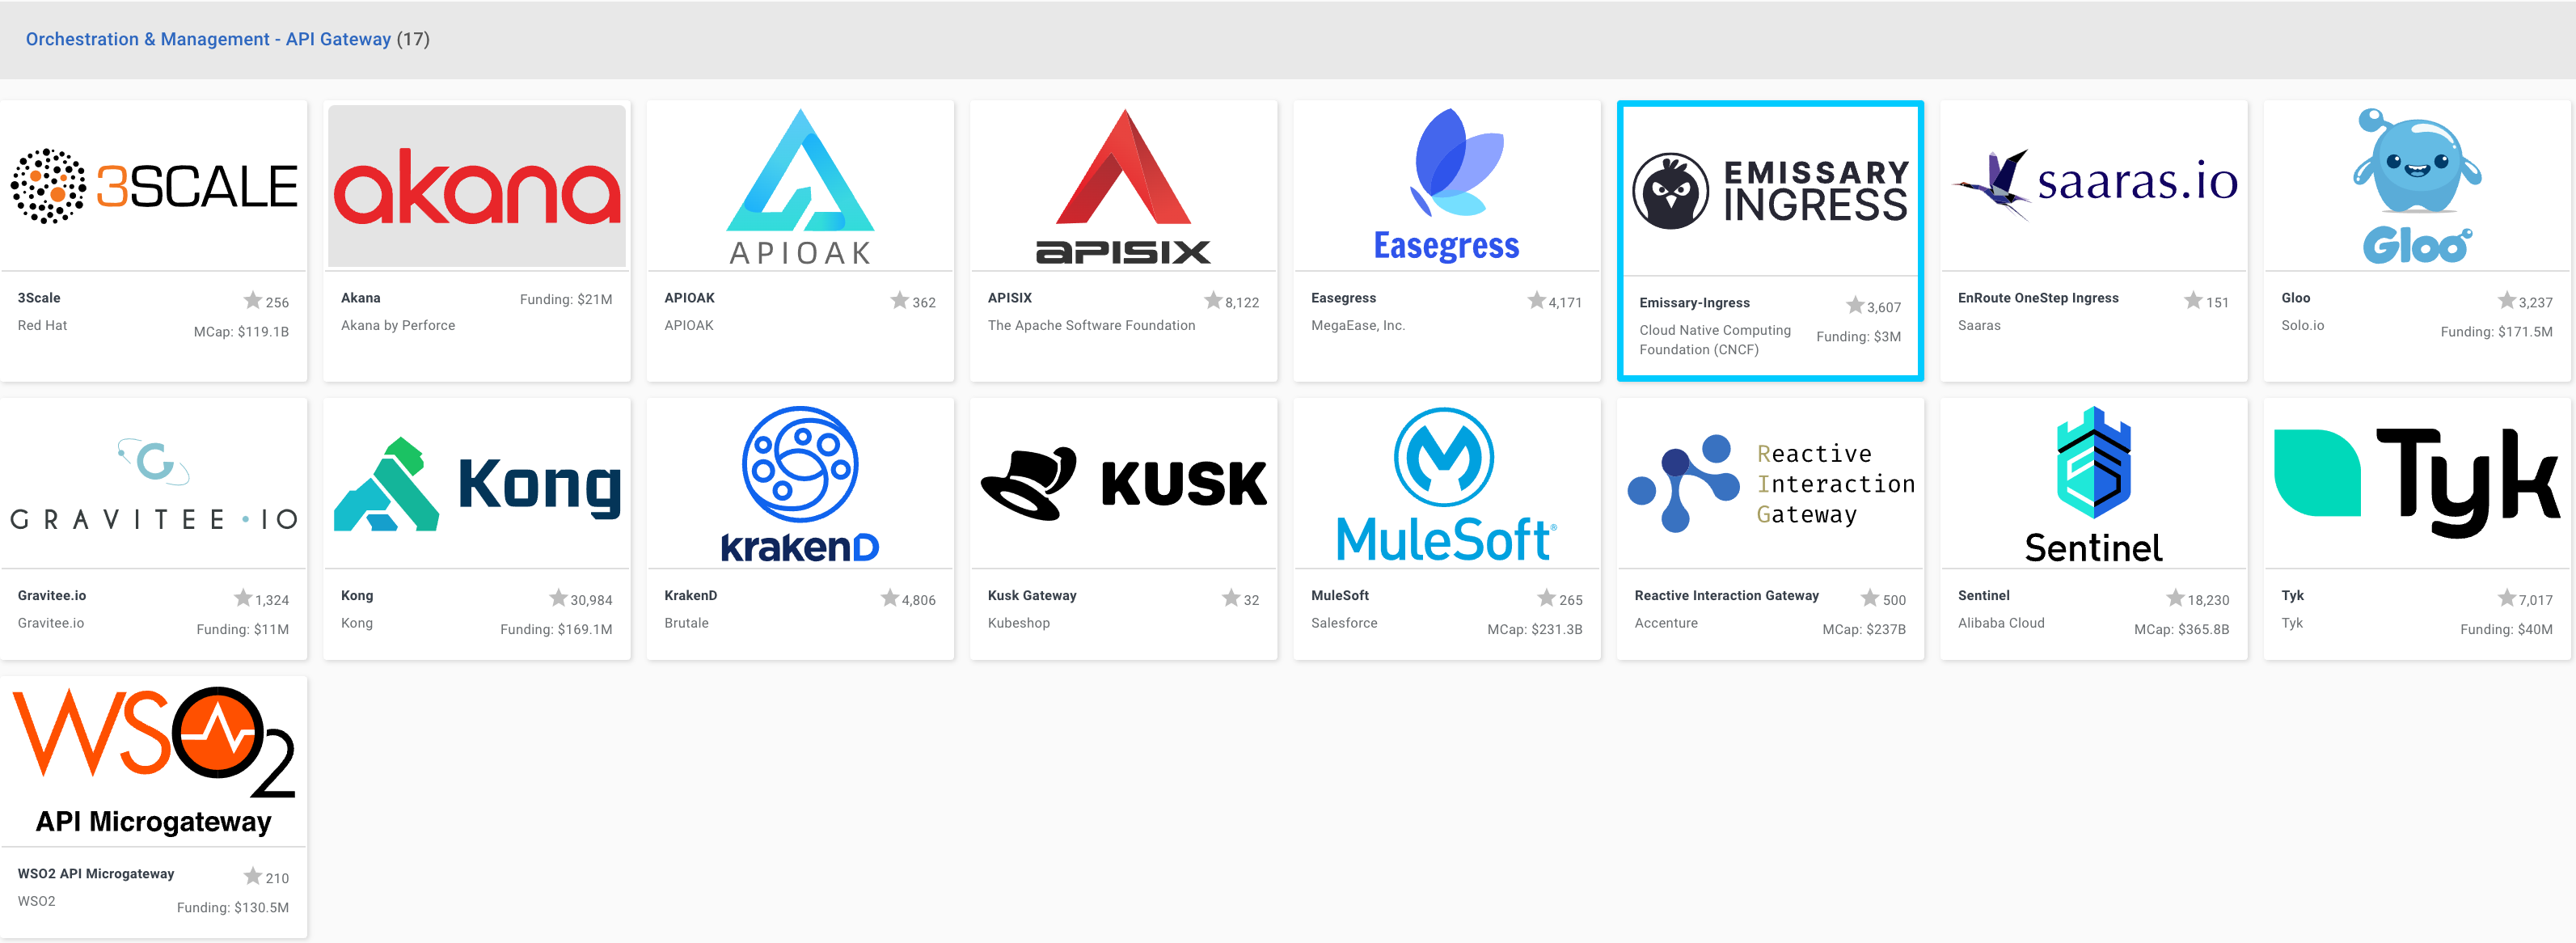 Orchestration & Management - API Gateway (17)
3SCALE
3Scale
256
Red Hat
MCap: $119.1B
akana
Akana
Funding: $21M
Akana by Perforce
APIOAK
APIOAK
362
APIOAK
APISIX
APISIX
8,122
The Apache Software Foundation
Easegress
Easegress
4,171
MegaEase, Inc.
EMISSARY
INGRESS
Emissary-Ingress
3,607
Cloud Native Computing
Foundation (CNCF)
Funding: $3M
saaras.io
EnRoute OneStep Ingress
151
Saaras
Gloo
Gloo
3,237
Solo.io
Funding: $171.5M
GRAVITEE·IO
Gravitee.io
1,324
Gravitee.io
Funding: $11M
Kong
Kong
30,984
Kong
Funding: $169.1M
krakenD
KrakenD
4,806
Brutale
KUSK
Kusk Gateway
32
Kubeshop
MuleSoft®
MuleSoft
265
Salesforce
MCap: $231.3B
Reactive
Interaction
Gateway
Reactive Interaction Gateway
500
Accenture
MCap: $237B
Sentinel
Sentinel
18,230
Alibaba Cloud
MCap: $365.8B
Tyk
Tyk
7,017
Tyk
Funding: $40M
WSO2
API Microgateway
WSO2 API Microgateway
210
WSO2
Funding: $130.5M